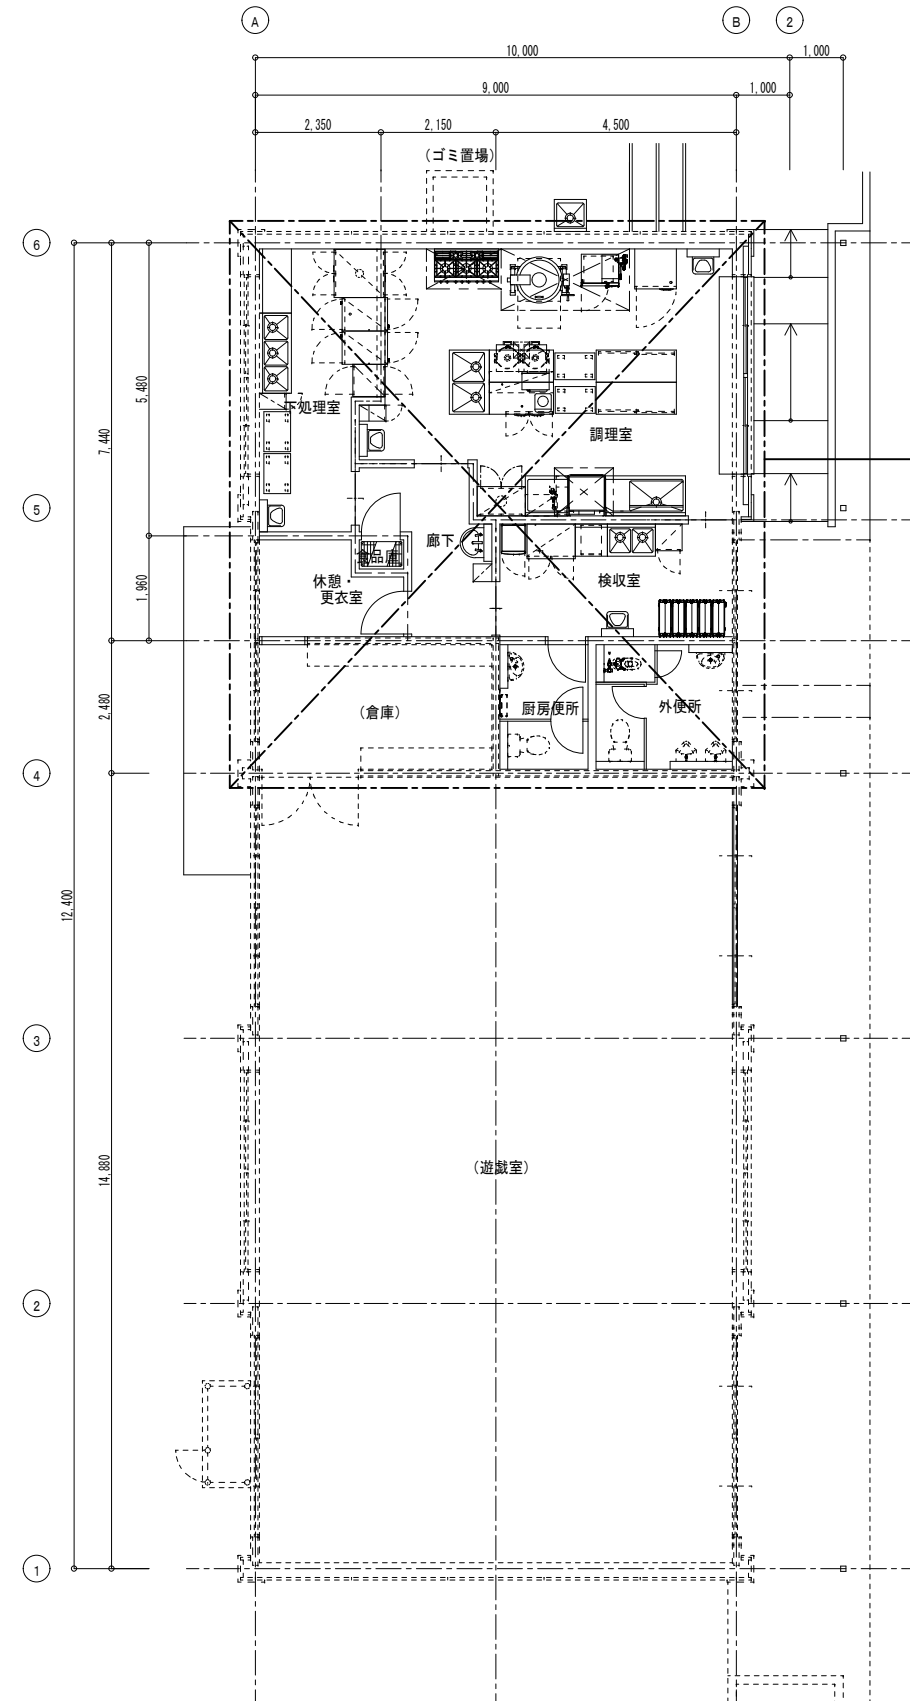 A
B
2
10,000
1,000
9,000
1,000
2,350
2,150
4,500
(ゴミ置場)
6
5,480
7,440
下処理室
調理室
5
廊下
食品庫
休憩・
更衣室
検収室
1,960
2,480
(倉庫)
厨房便所
外便所
4
12,400
3
14,880
(遊戯室)
2
1